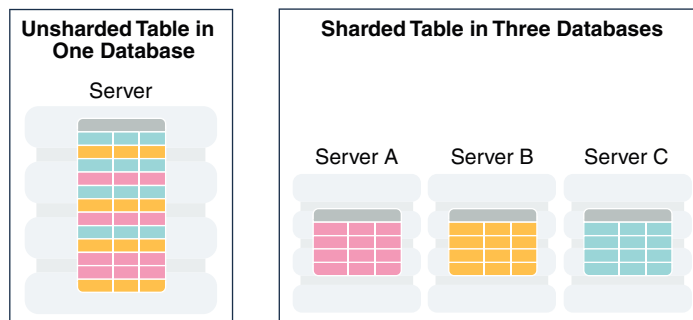 Unsharded Table in
One Database
Server
Sharded Table in Three Databases
Server A
Server B
Server C